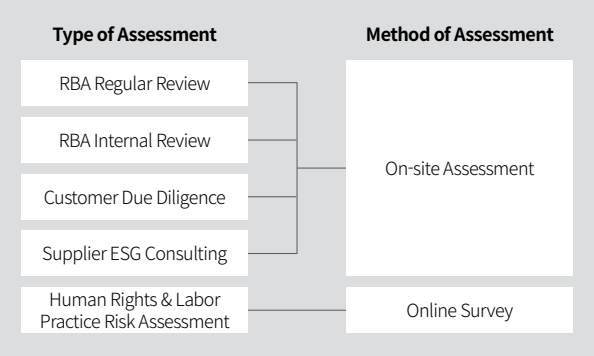 Type of Assessment
Method of Assessment
RBA Regular Review
RBA Internal Review
Customer Due Diligence
Supplier ESG Consulting
On-site Assessment
Human Rights & Labor
Practice Risk Assessment
Online Survey